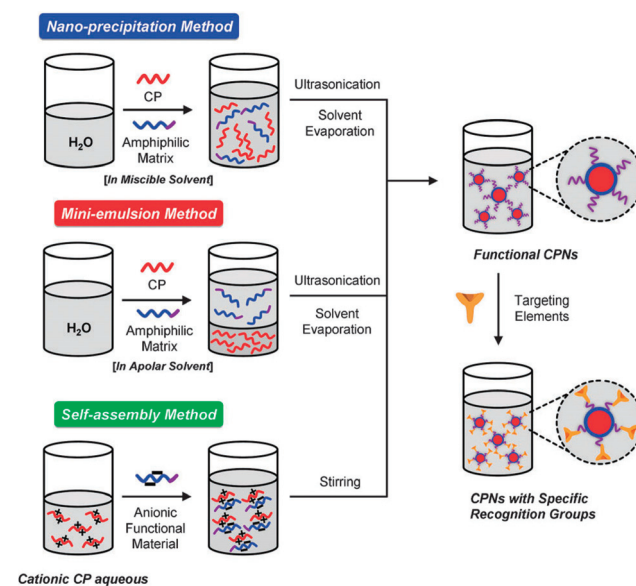 Nano-precipitation Method
CP
H2O
Amphiphilic
Matrix
[In Miscible Solvent]
Ultrasonication
Solvent
Evaporation
Mini-emulsion Method
CP
H2O
Amphiphilic
Matrix
[In Apolar Solvent]
Ultrasonication
Solvent
Evaporation
Self-assembly Method
Anionic
Functional
Material
Stirring
Cationic CP aqueous
Functional CPNs
Targeting
Elements
CPNs with Specific
Recognition Groups